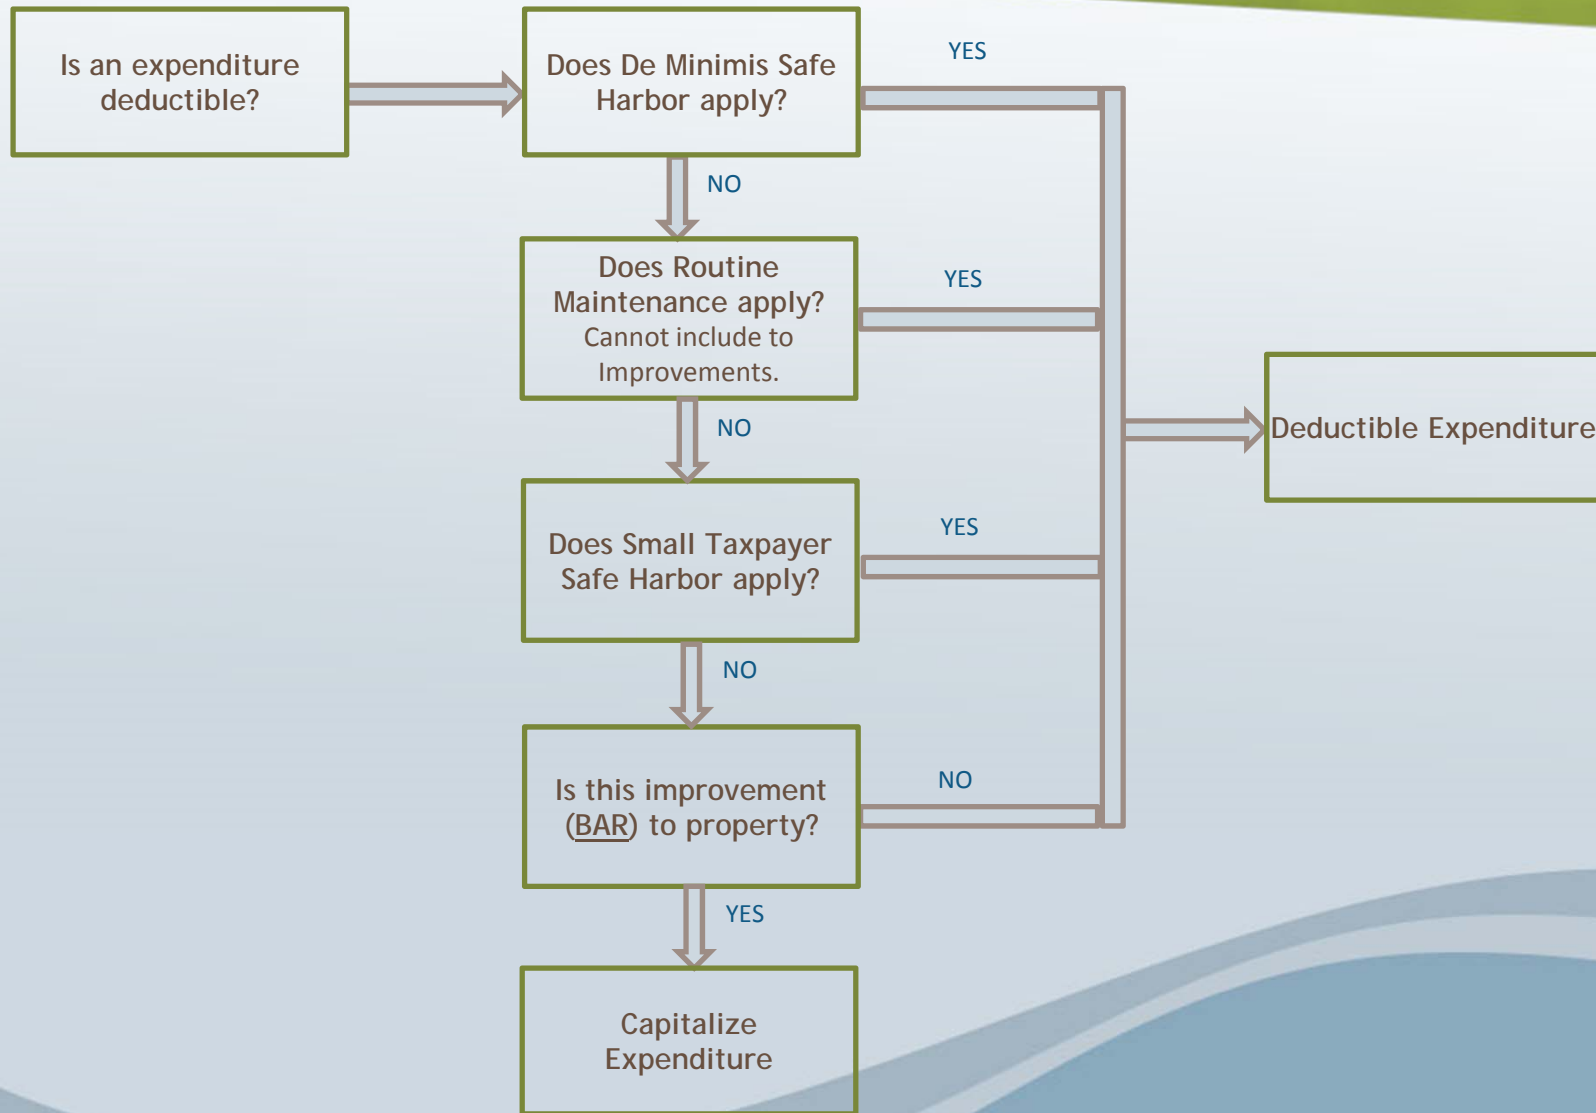 Is an expenditure
deductible?
Does De Minimis Safe
Harbor apply?
YES
NO
Does Routine
Maintenance apply?
Cannot include to
Improvements.
YES
NO
Does Small Taxpayer
Safe Harbor apply?
YES
NO
Is this improvement
(BAR) to property?
NO
YES
Capitalize
Expenditure
Deductible Expenditure